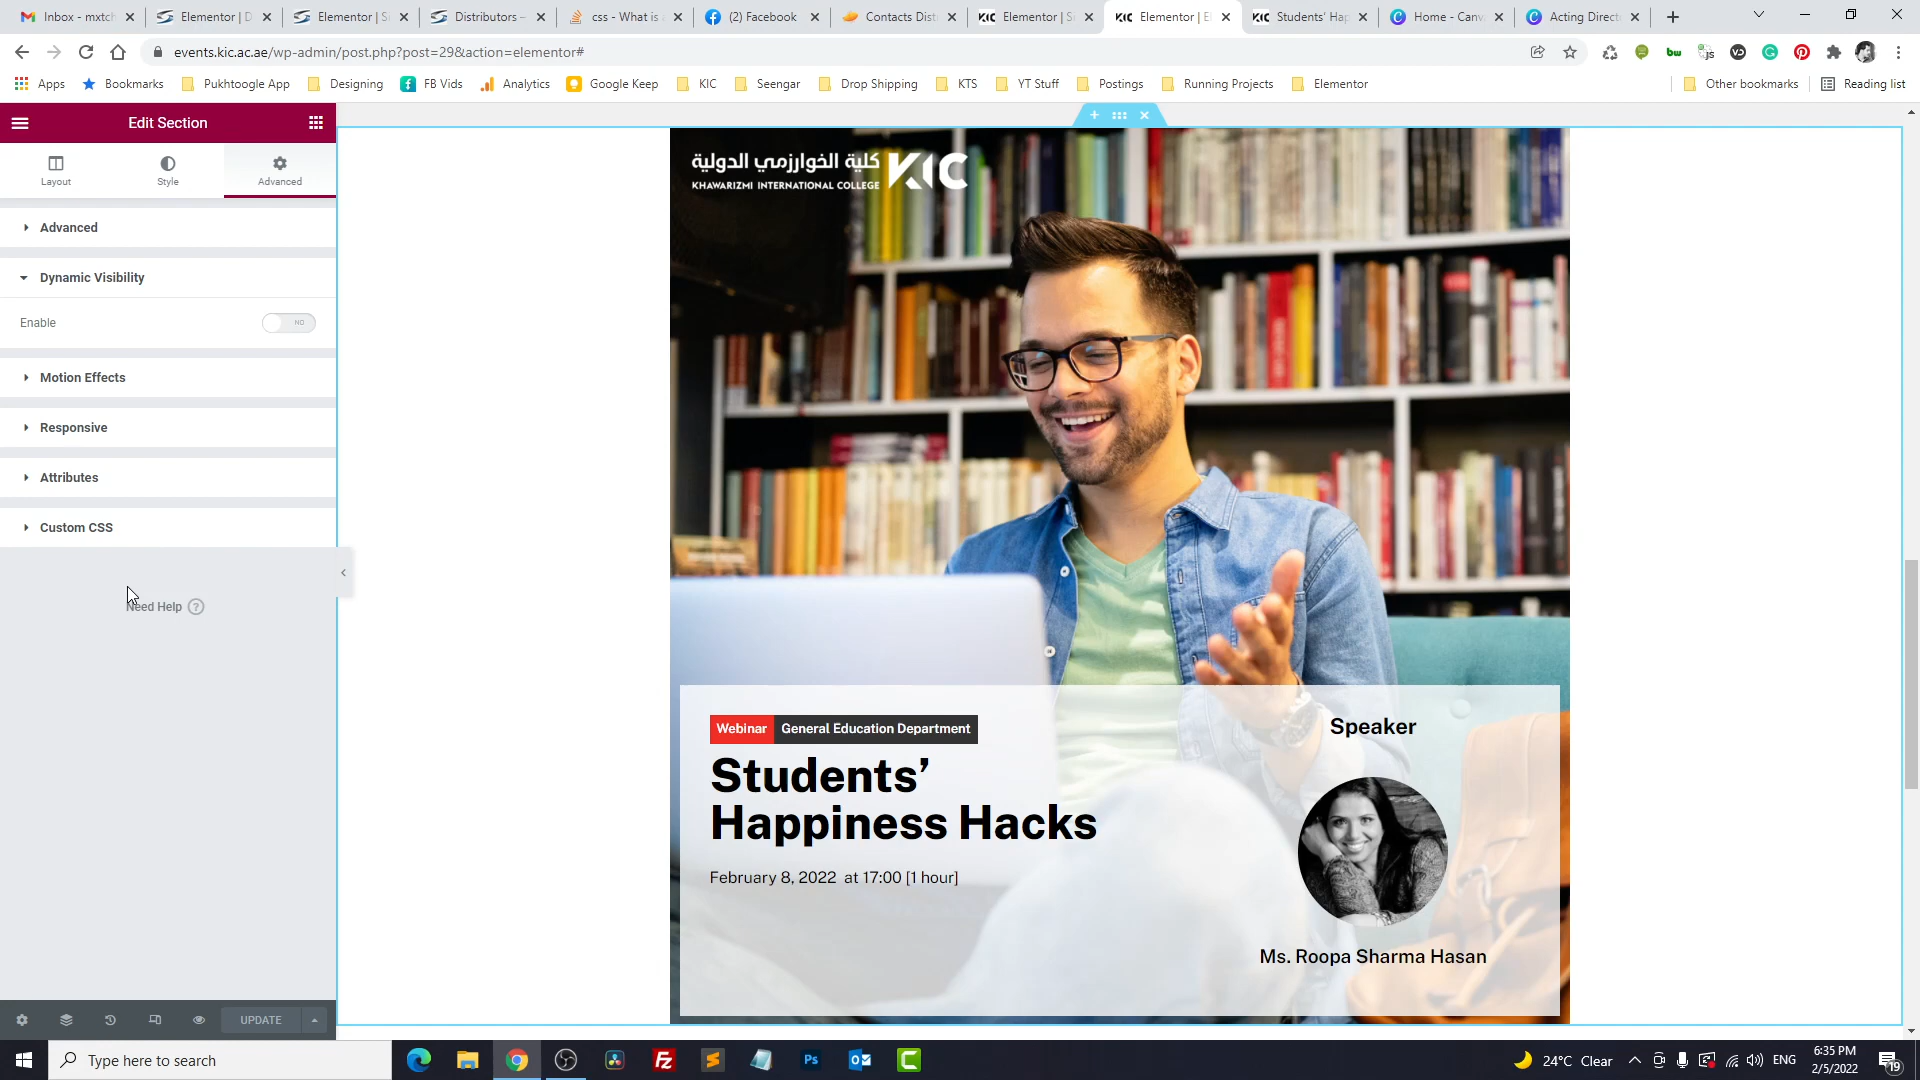 Inbox - mxtch
Elementor | D
Elementor | S
Distributors –
css - What is
(2) Facebook
Contacts Dist
Elementor | S
Elementor | E
Students' Hap
Home - Canv
Acting Direct
events.kic.ac.ae/wp-admin/post.php?post=29&action=elementor#
Apps
Bookmarks
Pukhtoogle App
Designing
FB Vids
Analytics
Google Keep
KIC
Seengar
Drop Shipping
KTS
YT Stuff
Postings
Running Projects
Elementor
Other bookmarks
Reading list
Edit Section
Layout
Style
Advanced
Advanced
Dynamic Visibility
Enable
NO
Motion Effects
Responsive
Attributes
Custom CSS
Need Help ?
UPDATE
كلية الخوارزمي الدولية
KHAWARIZMI INTERNATIONAL COLLEGE
KIC
Webinar General Education Department
Students’
Happiness Hacks
February 8, 2022 at 17:00 [1 hour]
Speaker
Ms. Roopa Sharma Hasan
Type here to search
24°C Clear
ENG
6:35 PM
2/5/2022
19